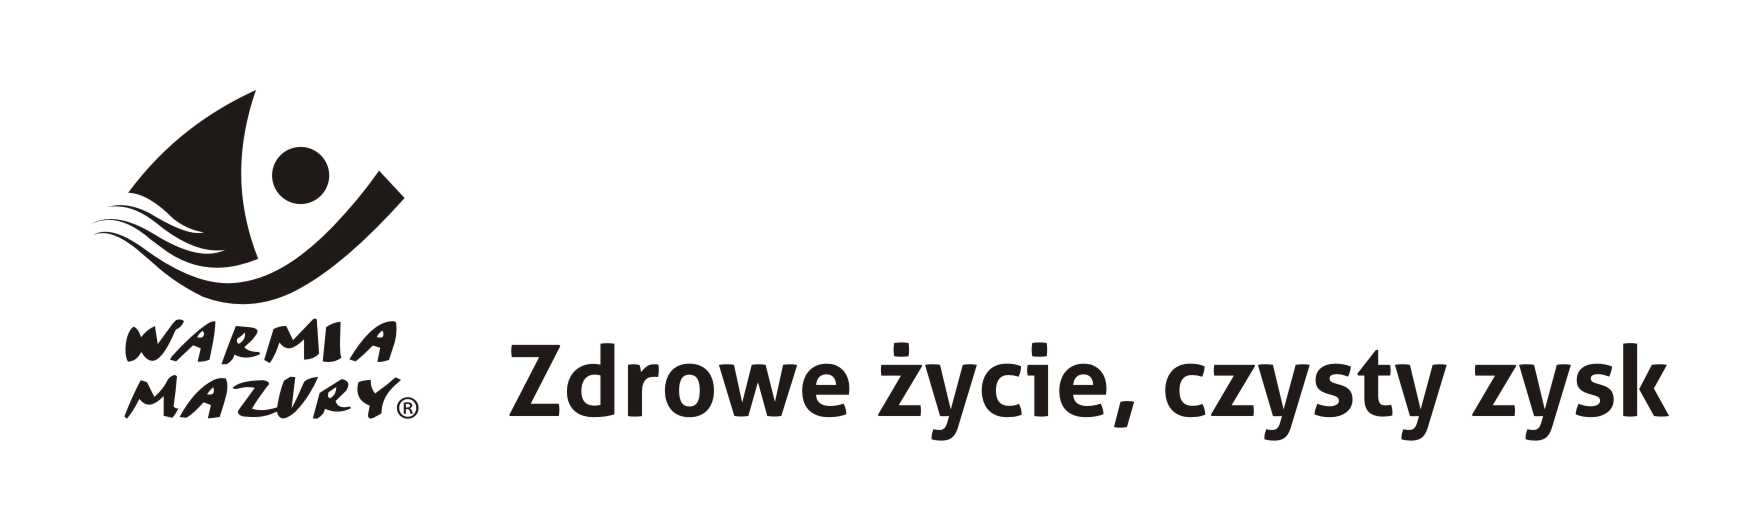 WARMIA
MAZURY®
Zdrowe życie, czysty zysk